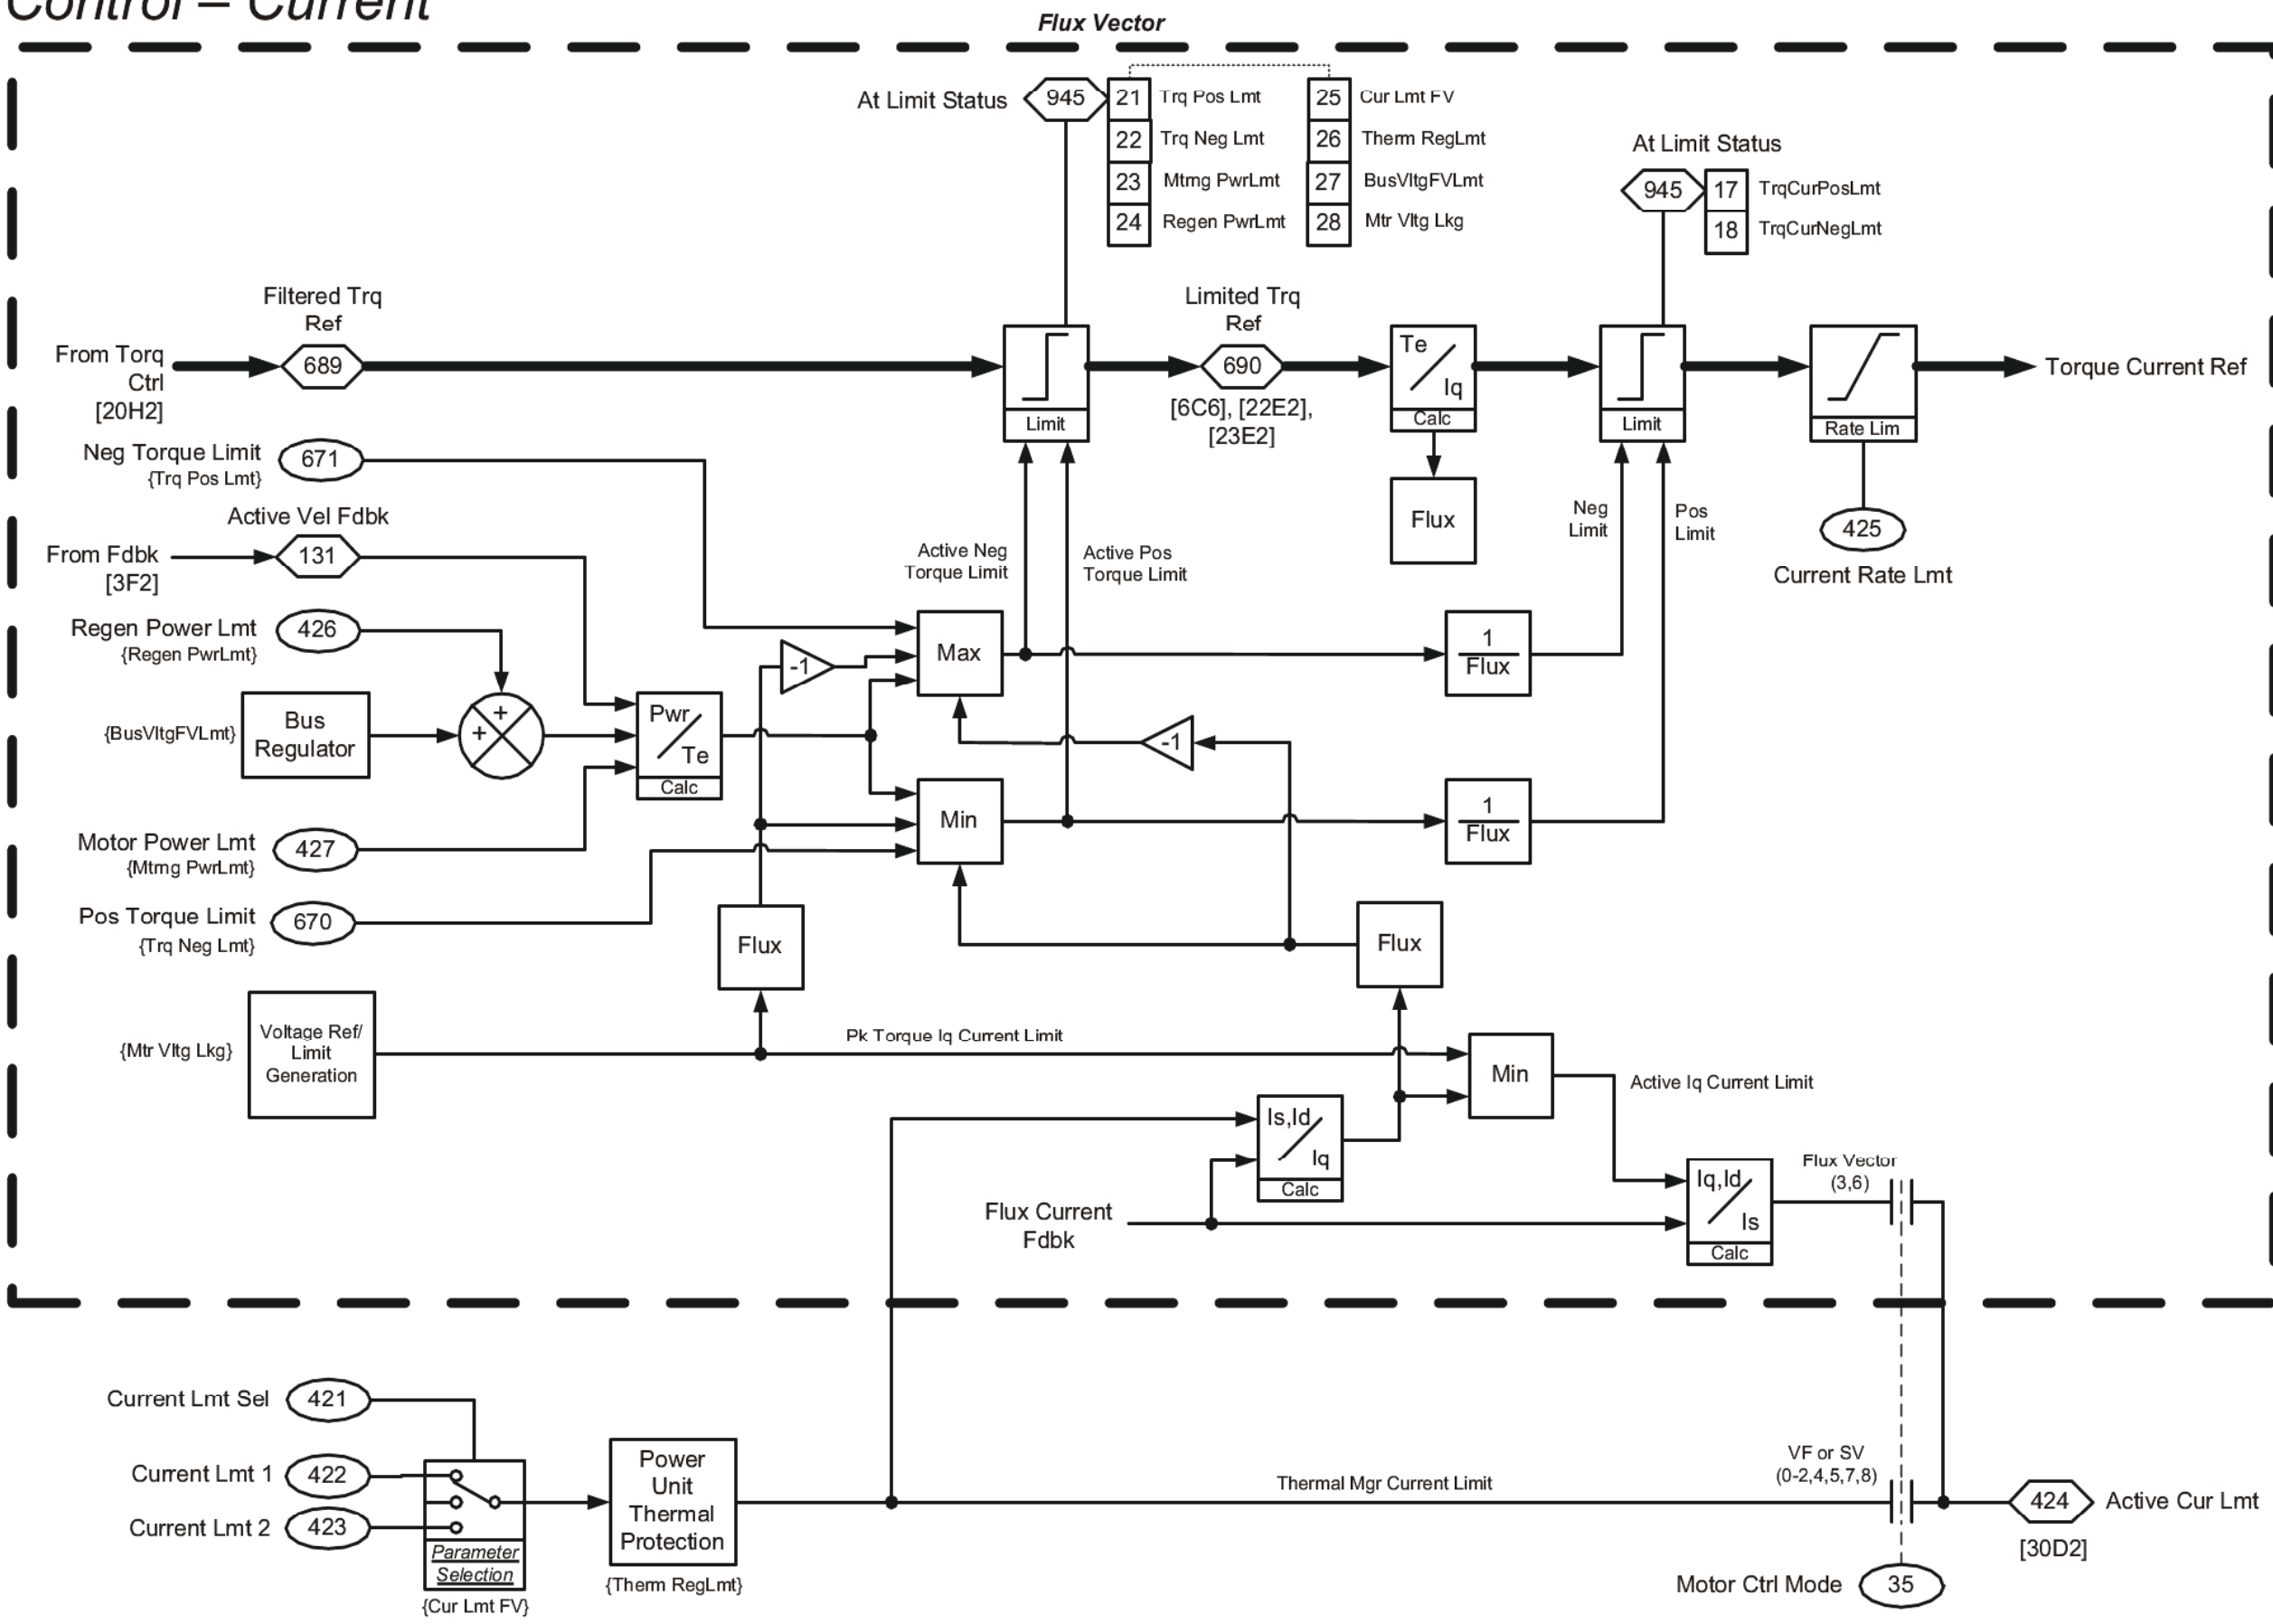 Control – Current
Flux Vector
At Limit Status
945
21
Trq Pos Lmt
22
Trq Neg Lmt
23
Mtrng PwrLmt
24
Regen PwrLmt
25
Cur Lmt FV
26
Therm RegLmt
27
BusVltgFVLmt
28
Mtr Vltg Lkg
At Limit Status
945
17
TrqCurPosLmt
18
TrqCurNegLmt
From Torq
Ctrl
[20H2]
Filtered Trq
Ref
689
Limit
Limited Trq
Ref
690
[6C6], [22E2],
[23E2]
Te
Iq
Calc
Flux
Limit
Rate Lim
Torque Current Ref
425
Current Rate Lmt
Neg
Limit
Pos
Limit
Neg Torque Limit
{Trq Pos Lmt}
671
Active Vel Fdbk
From Fdbk
[3F2]
131
Regen Power Lmt
{Regen PwrLmt}
426
{BusVltgFVLmt}
Bus
Regulator
+
+
Pwr
Te
Calc
Motor Power Lmt
{Mtrng PwrLmt}
427
Pos Torque Limit
{Trq Neg Lmt}
670
Active Neg
Torque Limit
Active Pos
Torque Limit
-1
Max
1
Flux
-1
Min
1
Flux
Flux
Flux
{Mtr Vltg Lkg}
Voltage Ref/
Limit
Generation
Pk Torque Iq Current Limit
Min
Active Iq Current Limit
Is,Id
Iq
Calc
Flux Current
Fdbk
Iq,Id
Is
Calc
Flux Vector
(3,6)
Current Lmt Sel
421
Current Lmt 1
422
Current Lmt 2
423
Parameter
Selection
{Cur Lmt FV}
Power
Unit
Thermal
Protection
{Therm RegLmt}
Thermal Mgr Current Limit
VF or SV
(0-2,4,5,7,8)
424
Active Cur Lmt
[30D2]
Motor Ctrl Mode
35